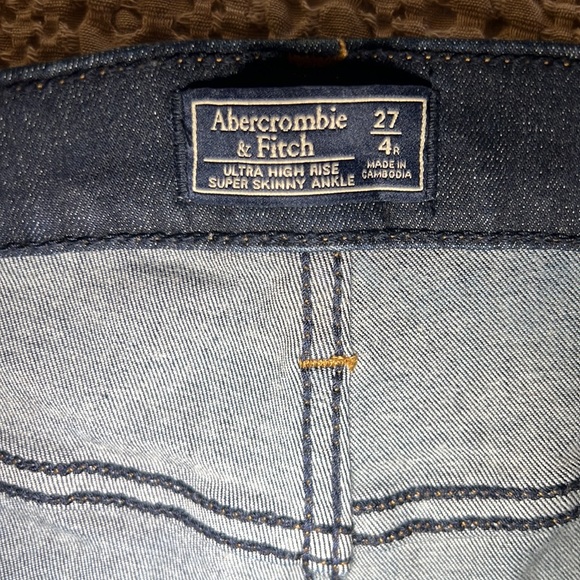 Abercrombie
& Fitch
ULTRA HIGH RISE
SUPER SKINNY ANKLE
27
4R
MADE IN
CAMBODIA